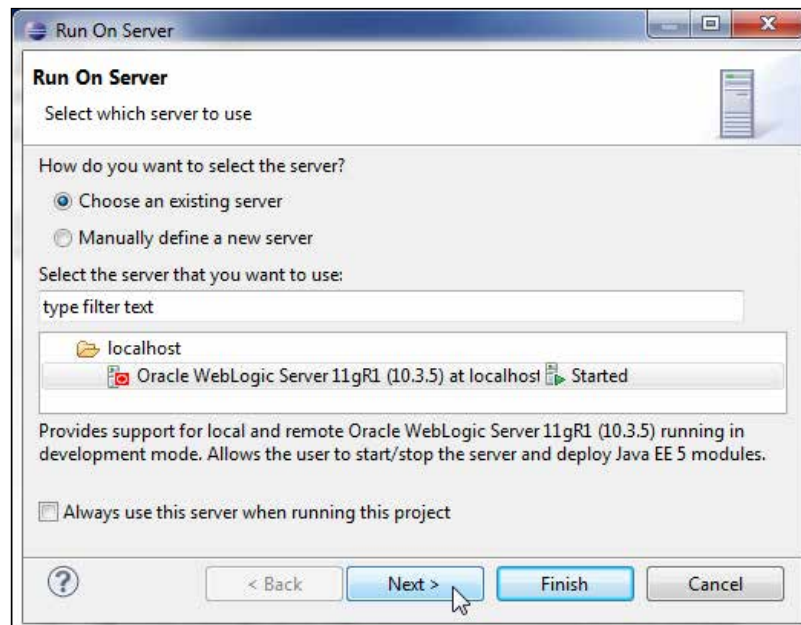 Run On Server
Run On Server
Select which server to use
How do you want to select the server?
Choose an existing server
Manually define a new server
Select the server that you want to use:
type filter text
localhost
Oracle WebLogic Server 11gR1 (10.3.5) at localhost Started
Provides support for local and remote Oracle WebLogic Server 11gR1 (10.3.5) running in
development mode. Allows the user to start/stop the server and deploy Java EE 5 modules.
Always use this server when running this project
? < Back Next > Finish Cancel